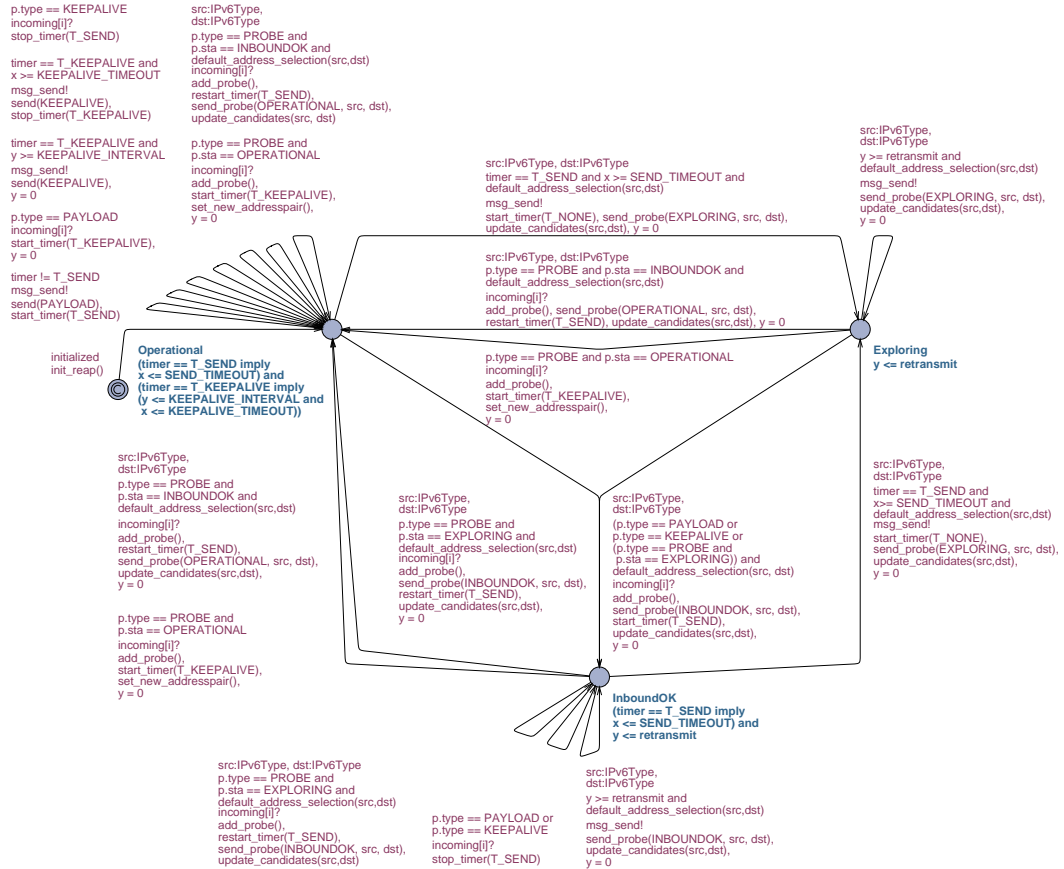 p.type == KEEPALIVE
incoming[i]?
stop_timer(T_SEND)
timer == T_KEEPALIVE and
x >= KEEPALIVE_TIMEOUT
msg_send!
send(KEEPALIVE),
stop_timer(T_KEEPALIVE)
timer == T_KEEPALIVE and
y >= KEEPALIVE_INTERVAL
msg_send!
send(KEEPALIVE),
y = 0
p.type == PAYLOAD
incoming[i]?
start_timer(T_KEEPALIVE),
y = 0
timer != T_SEND
msg_send!
send(PAYLOAD),
start_timer(T_SEND)
src:IPv6Type,
dst:IPv6Type
p.type == PROBE and
p.sta == INBOUNDOK and
default_address_selection(src,dst)
incoming[i]?
add_probe(),
restart_timer(T_SEND),
send_probe(OPERATIONAL, src, dst),
update_candidates(src, dst)
p.type == PROBE and
p.sta == OPERATIONAL
incoming[i]?
add_probe(),
start_timer(T_KEEPALIVE),
set_new_addresspair(),
y = 0
src:IPv6Type, dst:IPv6Type
timer == T_SEND and x >= SEND_TIMEOUT and
default_address_selection(src,dst)
msg_send!
start_timer(T_NONE), send_probe(EXPLORING, src, dst),
update_candidates(src,dst), y = 0
src:IPv6Type,
dst:IPv6Type
y >= retransmit and
default_address_selection(src,dst)
msg_send!
send_probe(EXPLORING, src, dst),
update_candidates(src,dst),
y = 0
src:IPv6Type, dst:IPv6Type
p.type == PROBE and p.sta == INBOUNDOK and
default_address_selection(src,dst)
incoming[i]?
add_probe(), send_probe(OPERATIONAL, src, dst),
restart_timer(T_SEND), update_candidates(src,dst), y = 0
initialized
init_reap()
C
Operational
(timer == T_SEND imply
x <= SEND_TIMEOUT) and
(timer == T_KEEPALIVE imply
(y <= KEEPALIVE_INTERVAL and
x <= KEEPALIVE_TIMEOUT))
p.type == PROBE and p.sta == OPERATIONAL
incoming[i]?
add_probe(),
start_timer(T_KEEPALIVE),
set_new_addresspair(),
y = 0
Exploring
y <= retransmit
src:IPv6Type,
dst:IPv6Type
p.type == PROBE and
p.sta == INBOUNDOK and
default_address_selection(src,dst)
incoming[i]?
add_probe(),
restart_timer(T_SEND),
send_probe(OPERATIONAL, src, dst),
update_candidates(src,dst),
y = 0
p.type == PROBE and
p.sta == OPERATIONAL
incoming[i]?
add_probe(),
start_timer(T_KEEPALIVE),
set_new_addresspair(),
y = 0
src:IPv6Type,
dst:IPv6Type
p.type == PROBE and
p.sta == EXPLORING and
default_address_selection(src,dst)
incoming[i]?
add_probe(),
send_probe(INBOUNDOK, src, dst),
restart_timer(T_SEND),
update_candidates(src,dst),
y = 0
src:IPv6Type,
dst:IPv6Type
(p.type == PAYLOAD or
p.type == KEEPALIVE or
(p.type == PROBE and
p.sta == EXPLORING)) and
default_address_selection(src, dst)
incoming[i]?
add_probe(),
send_probe(INBOUNDOK, src, dst),
start_timer(T_SEND),
update_candidates(src,dst),
y = 0
src:IPv6Type,
dst:IPv6Type
timer == T_SEND and
x>= SEND_TIMEOUT and
default_address_selection(src,dst)
msg_send!
start_timer(T_NONE),
send_probe(EXPLORING, src, dst),
update_candidates(src,dst),
y = 0
InboundOK
(timer == T_SEND imply
x <= SEND_TIMEOUT) and
y <= retransmit
src:IPv6Type, dst:IPv6Type
p.type == PROBE and
p.sta == EXPLORING and
default_address_selection(src,dst)
incoming[i]?
add_probe(),
restart_timer(T_SEND),
send_probe(INBOUNDOK, src, dst),
update_candidates(src,dst)
p.type == PAYLOAD or
p.type == KEEPALIVE
incoming[i]?
stop_timer(T_SEND)
src:IPv6Type,
dst:IPv6Type
y >= retransmit and
default_address_selection(src,dst)
msg_send!
send_probe(INBOUNDOK, src, dst),
update_candidates(src,dst),
y = 0